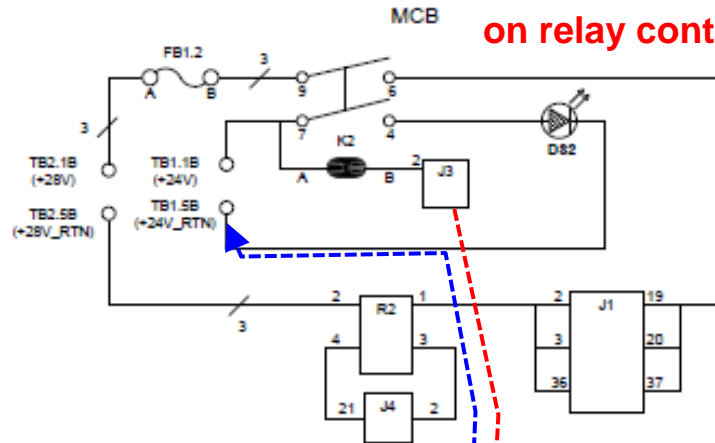 MCB
on relay cont
FB1.2
3
A
B
9
6
3
7
4
K2
DS2
TB2.1B
(+28V)
TB1.1B
(+24V)
A
B
2
J3
TB2.5B
(+28V_RTN)
TB1.5B
(+24V_RTN)
3
2
R2
1
4
3
21
J4
2
2
J1
19
3
20
36
37